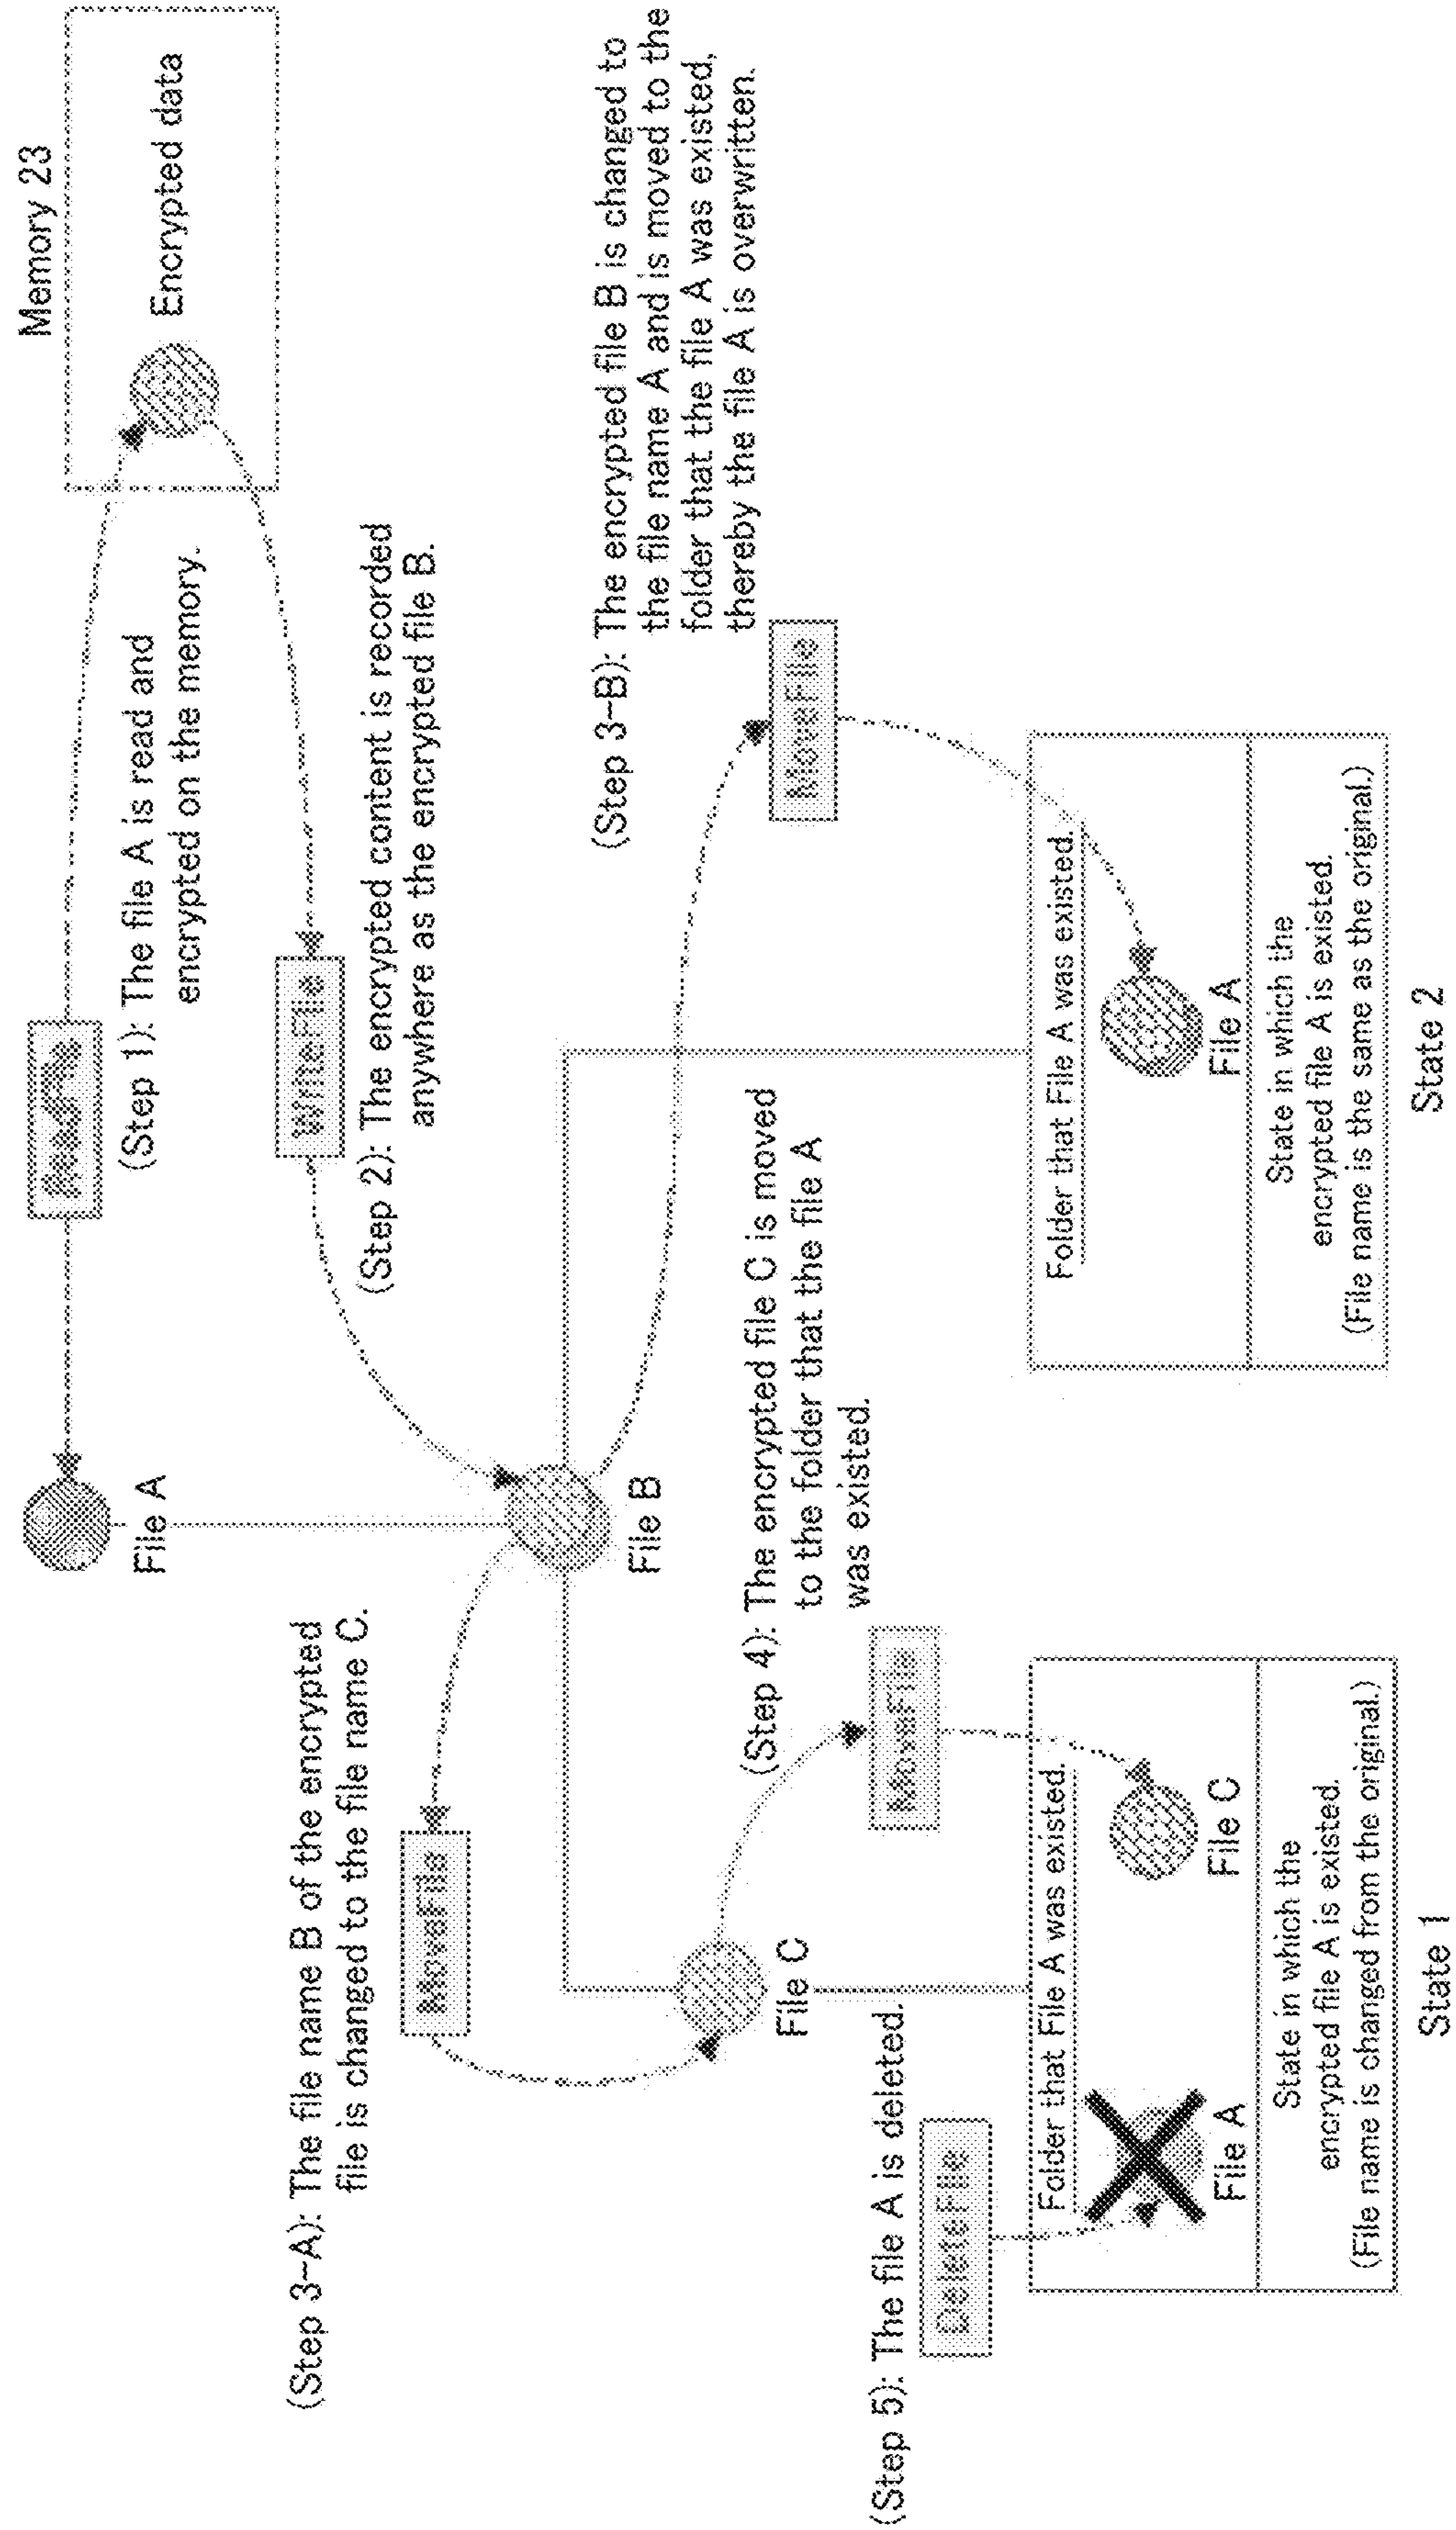 Memory 23
Encrypted data
ReadFile
(Step 1): The file A is read and
encrypted on the memory.
File A
WriteFile
(Step 2): The encrypted content is recorded
anywhere as the encrypted file B.
File B
(Step 3-A): The file name B of the encrypted
file is changed to the file name C.
MoveFile
File C
(Step 3-B): The encrypted file B is changed to
the file name A and is moved to the
folder that the file A was existed,
thereby the file A is overwritten.
MoveFile
(Step 4): The encrypted file C is moved
to the folder that the file A
was existed.
MoveFile
(Step 5): The file A is deleted.
DeleteFile
Folder that File A was existed.
File A
File C
State in which the
encrypted file A is existed.
(File name is changed from the original.)
State 1
Folder that File A was existed.
File A
State in which the
encrypted file A is existed.
(File name is the same as the original.)
State 2